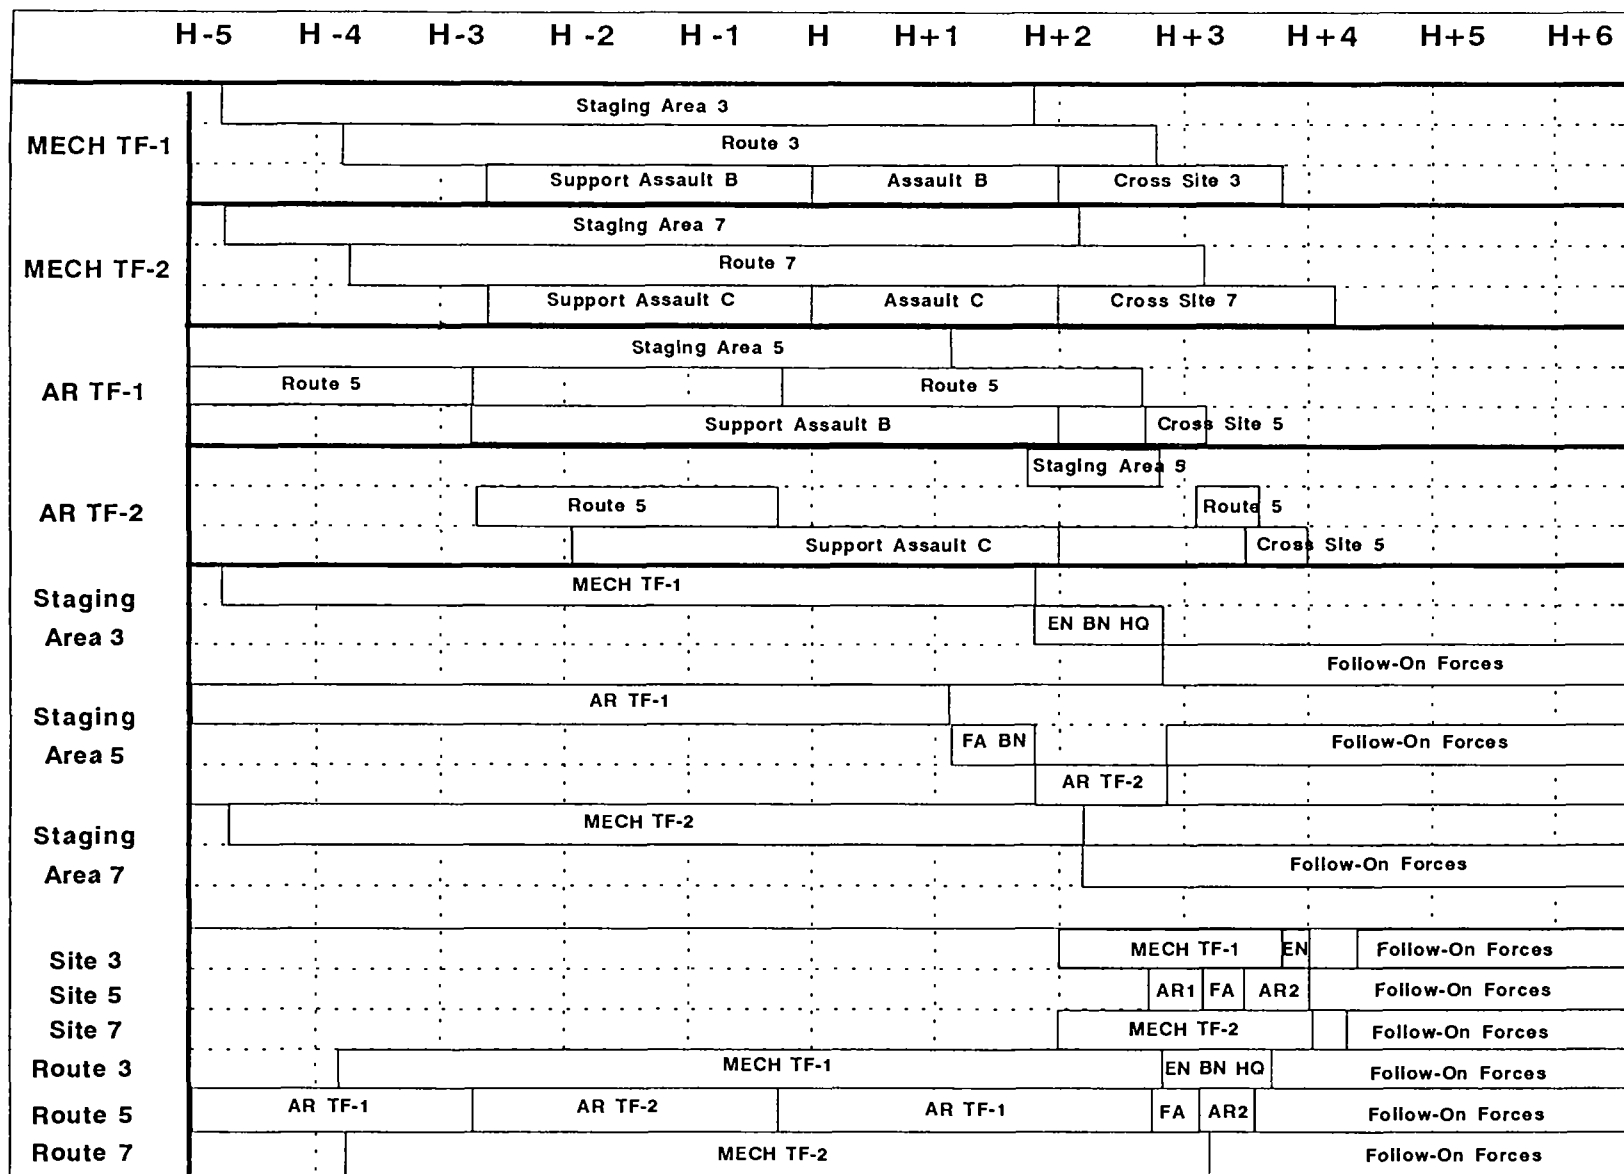 H-5 H-4 H-3 H-2 H-1 H H+1 H+2 H+3 H+4 H+5 H+6
Staging Area 3
MECH TF-1 Route 3
Support Assault B Assault B Cross Site 3
Staging Area 7
MECH TF-2 Route 7
Support Assault C Assault C Cross Site 7
Staging Area 5
AR TF-1 Route 5 Route 5
Support Assault B Cross Site 5
Staging Area 5
AR TF-2 Route 5 Route 5
Support Assault C Cross Site 5
Staging MECH TF-1
Area 3 EN BN HQ
Follow-On Forces
Staging AR TF-1
Area 5 FA BN Follow-On Forces
AR TF-2
Staging MECH TF-2
Area 7 Follow-On Forces
Site 3 MECH TF-1 EN Follow-On Forces
Site 5 AR1 FA AR2 Follow-On Forces
Site 7 MECH TF-2 Follow-On Forces
Route 3 MECH TF-1 EN BN HQ Follow-On Forces
Route 5 AR TF-1 AR TF-2 AR TF-1 FA AR2 Follow-On Forces
Route 7 MECH TF-2 Follow-On Forces